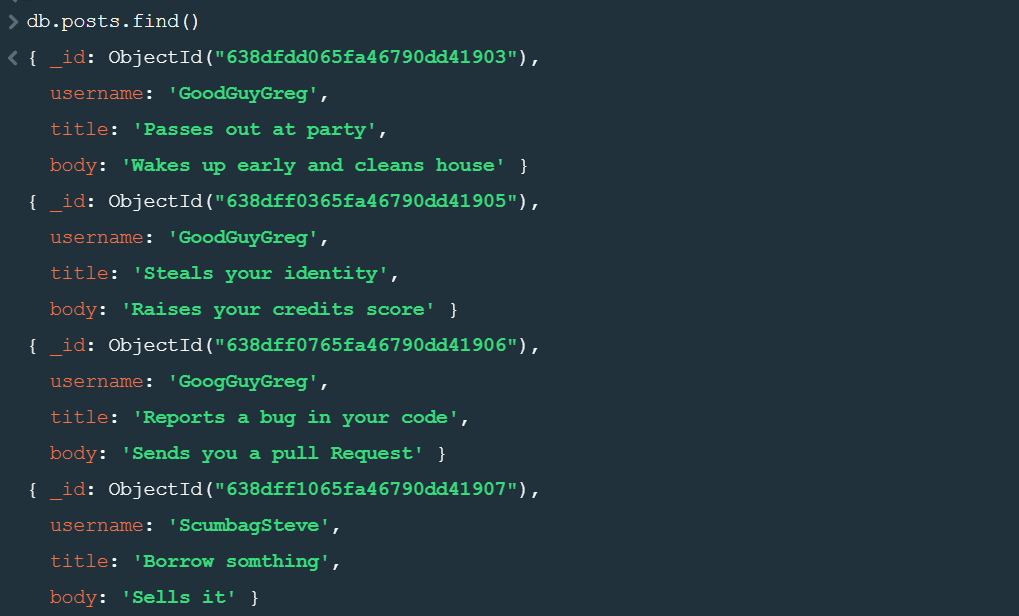 > db.posts.find()
< { _id: ObjectId("638dfdd065fa46790dd41903"),
username: 'GoodGuyGreg',
title: 'Passes out at party',
body: 'Wakes up early and cleans house' }
{ _id: ObjectId("638dff0365fa46790dd41905"),
username: 'GoodGuyGreg',
title: 'Steals your identity',
body: 'Raises your credits score' }
{ _id: ObjectId("638dff0765fa46790dd41906"),
username: 'GoogGuyGreg',
title: 'Reports a bug in your code',
body: 'Sends you a pull Request' }
{ _id: ObjectId("638dff1065fa46790dd41907"),
username: 'ScumbagSteve',
title: 'Borrow somthing',
body: 'Sells it' }